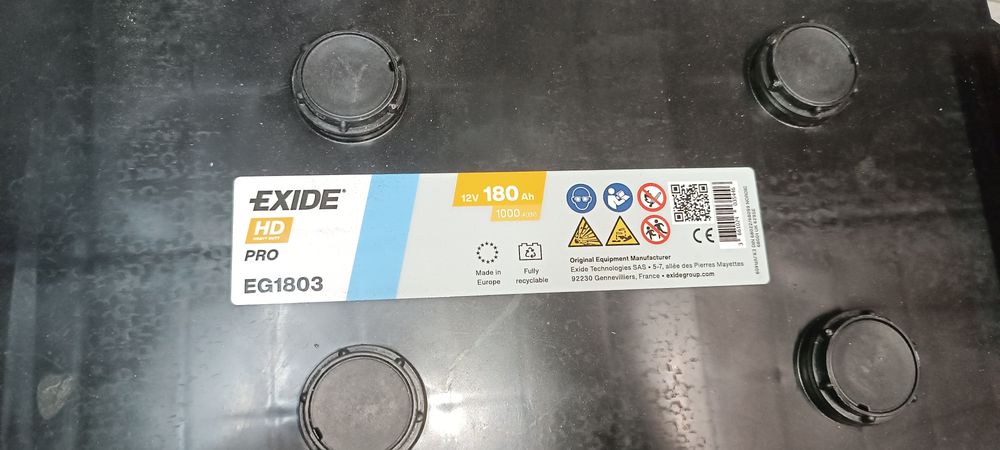 EXIDE
HD
HEAVY DUTY
PRO
EG1803
12V 180 Ah
1000 A(EN)
Made in
Europe
Fully
recyclable
Original Equipment Manufacturer
Exide Technologies SAS • 5-7, allée des Pierres Mayettes
92230 Gennevilliers, France • exidegroup.com
CE